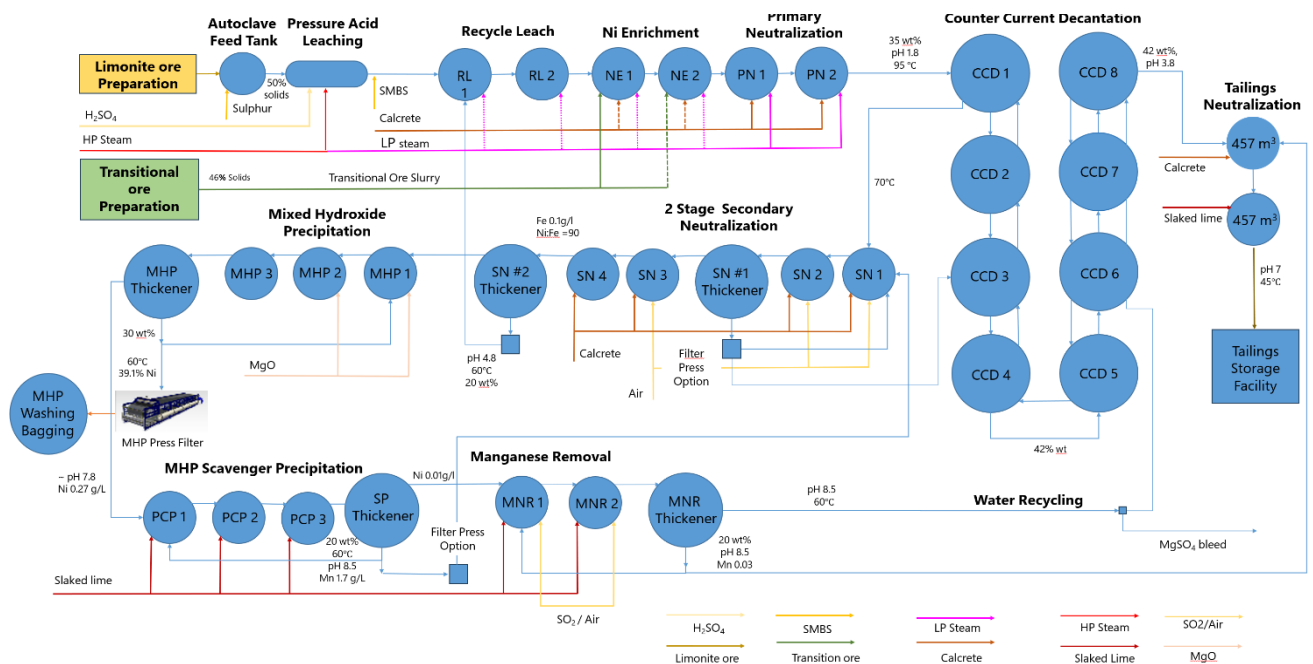 Counter Current Decantation
Primary
Neutralization
Autoclave
Feed Tank
Pressure Acid
Leaching
Recycle Leach
Ni Enrichment
Limonite ore
Preparation
50%
solids
Sulphur
SMBS
RL
1
RL 2
NE 1
NE 2
PN 1
PN 2
35 wt%
pH 1.8
95 °C
CCD 1
CCD 8
42 wt%,
pH 3.8
Tailings
Neutralization
H2SO4
Calcrete
HP Steam
LP steam
457 m3
Calcrete
Transitional
ore
Preparation
46% Solids
Transitional Ore Slurry
70°C
CCD 2
CCD 7
Slaked lime
457 m3
Mixed Hydroxide
Precipitation
Fe 0.1g/l
Ni:Fe =90
2 Stage Secondary
Neutralization
MHP
Thickener
MHP 3
MHP 2
MHP 1
SN #2
Thickener
SN 4
SN 3
SN #1
Thickener
SN 2
SN 1
CCD 3
CCD 6
pH 7
45°C
30 wt%
60°C
39.1% Ni
MgO
pH 4.8
60°C
20 wt%
Calcrete
Air
Filter
Press
Option
CCD 4
CCD 5
Tailings
Storage
Facility
MHP
Washing
Bagging
MHP Press Filter
42% wt
~ pH 7.8
Ni 0.27 g/L
MHP Scavenger Precipitation
Ni 0.01g/l
Manganese Removal
PCP 1
PCP 2
PCP 3
SP
Thickener
Filter Press
Option
MNR 1
MNR 2
MNR
Thickener
pH 8.5
60°C
Water Recycling
20 wt%
60°C
pH 8.5
Mn 1.7 g/L
20 wt%
pH 8.5
Mn 0.03
MgSO4 bleed
Slaked lime
SO2 / Air
H2SO4
SMBS
LP Steam
HP Steam
SO2/Air
Limonite ore
Transition ore
Calcrete
Slaked Lime
MgO